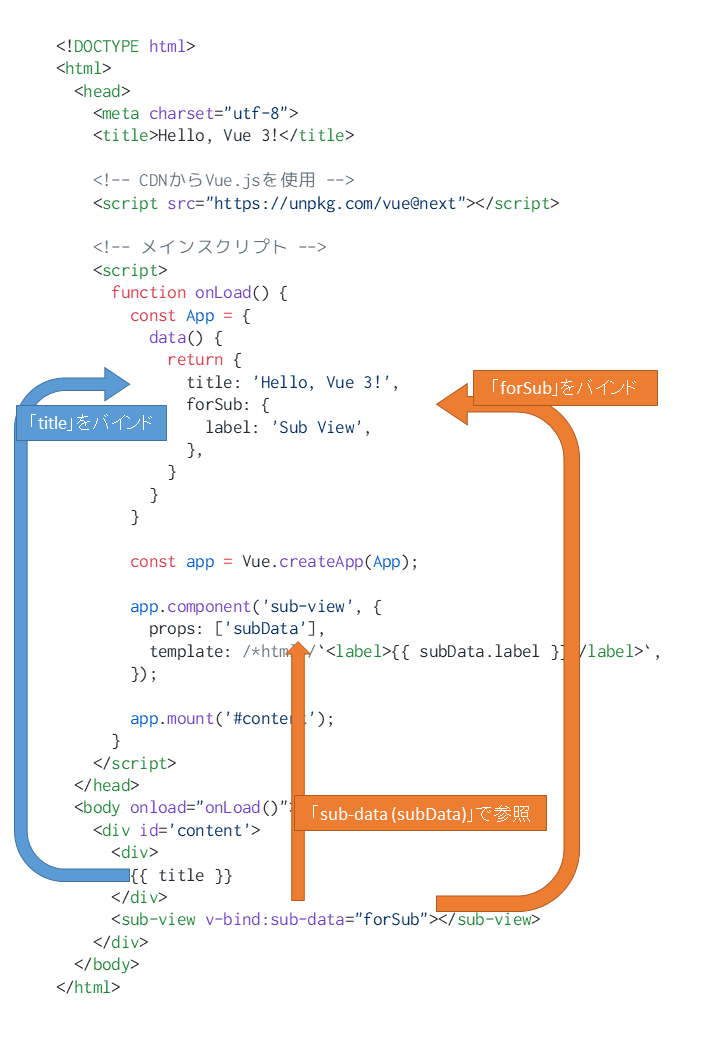 <!DOCTYPE html>
<html>
<head>
<meta charset="utf-8">
<title>Hello, Vue 3!</title>
<!-- CDNからVue.jsを使用 -->
<script src="https://unpkg.com/vue@next"></script>
<!-- メインスクリプト -->
<script>
function onLoad() {
const App = {
data() {
return {
title: 'Hello, Vue 3!',
「forSub」をバインド
forSub: {
「title」をバインド
label: 'Sub View',
},
}
}
}
const app = Vue.createApp(App);
app.component('sub-view', {
props: ['subData'],
template: /*html*/`<label>{{ subData.label }}</label>`,
});
app.mount('#content');
}
</script>
</head>
<body onload="onLoad()">
「sub-data (subData)」で参照
<div id='content'>
<div>
{{ title }}
</div>
<sub-view v-bind:sub-data="forSub"></sub-view>
</div>
</body>
</html>